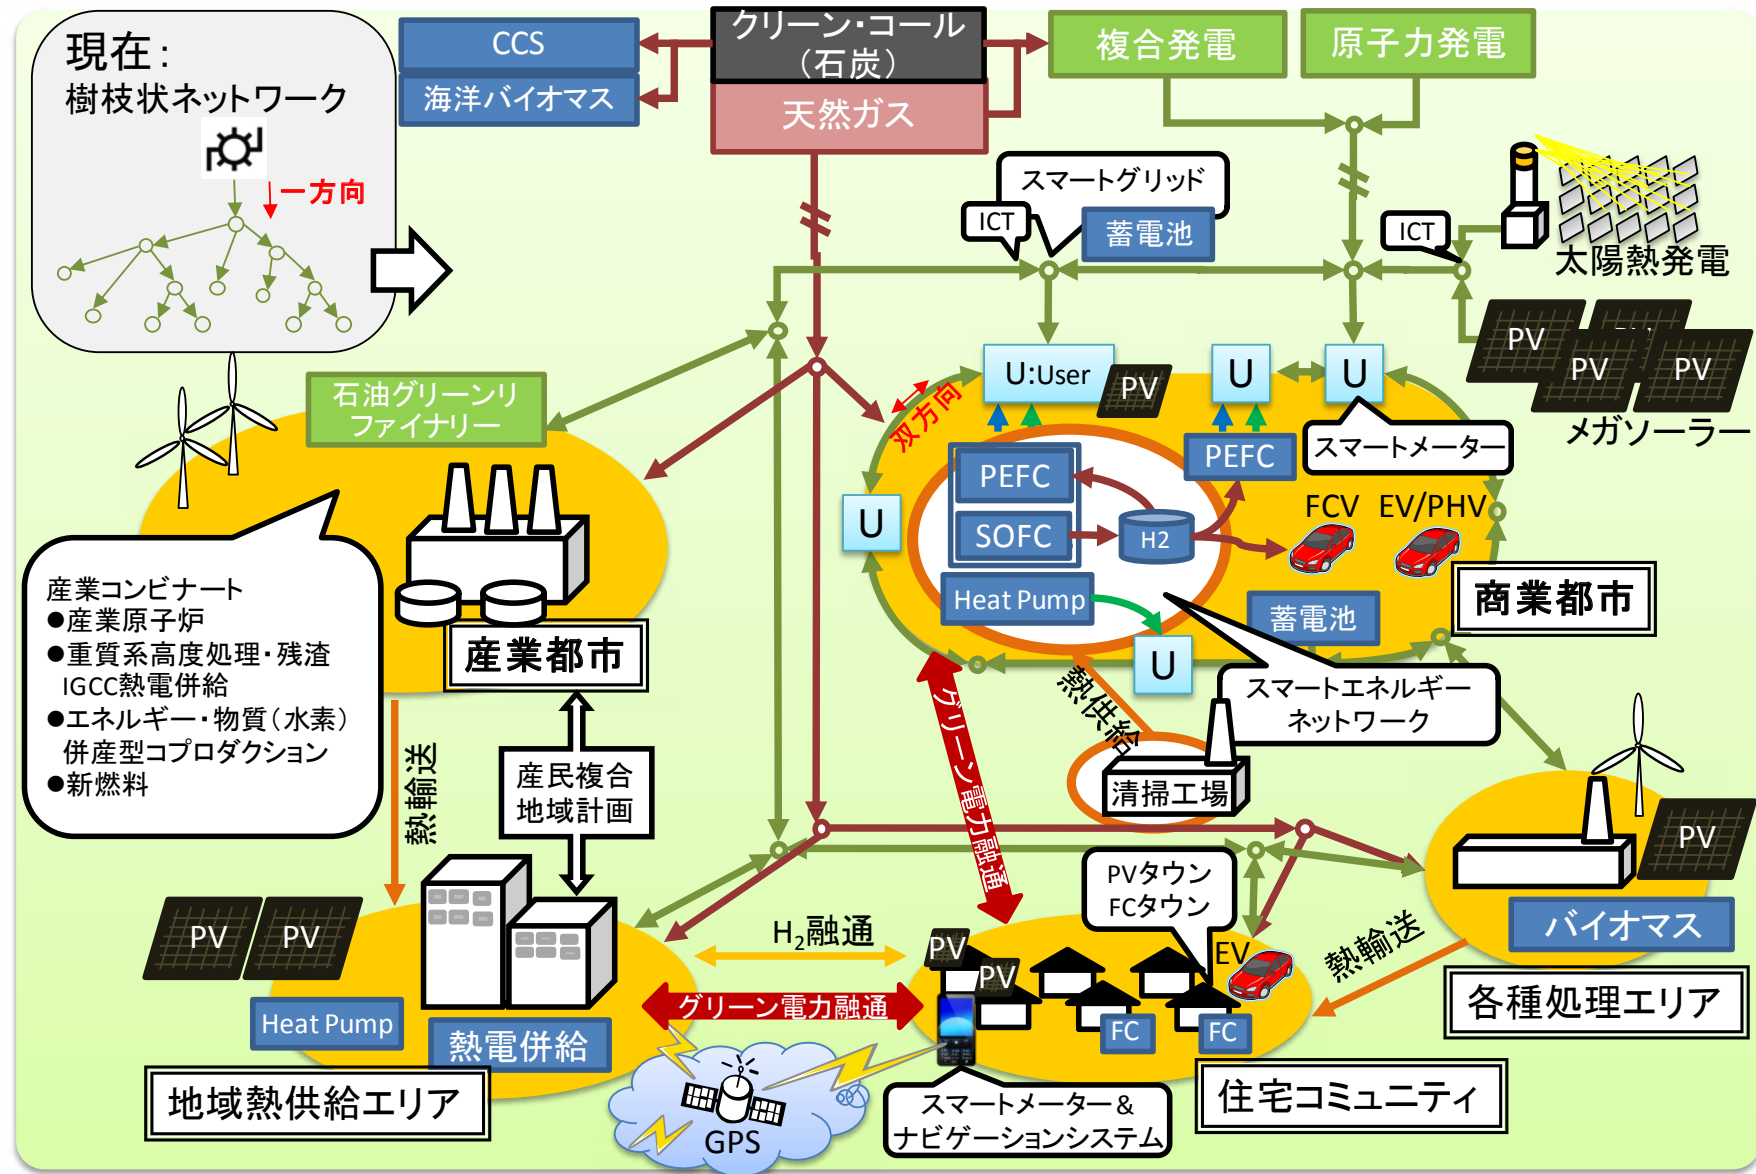 現在：
樹枝状ネットワーク
一方向
CCS
海洋バイオマス
クリーン・コール
（石炭）
天然ガス
複合発電
原子力発電
スマートグリッド
ICT
蓄電池
ICT
太陽熱発電
PV
PV
PV
PV
メガソーラー
石油グリーンリ
ファイナリー
産業コンビナート
●産業原子炉
●重質系高度処理・残渣
IGCC熱電併給
●エネルギー・物質（水素）
併産型コプロダクション
●新燃料
産業都市
双方向
U:User
PV
U
U
スマートメーター
PEFC
PEFC
SOFC
H2
Heat Pump
U
U
FCV
EV/PHV
蓄電池
商業都市
スマートエネルギー
ネットワーク
熱供給
清掃工場
グリーン電力融通
熱輸送
産民複合
地域計画
PV
PV
Heat Pump
熱電併給
地域熱供給エリア
H2融通
グリーン電力融通
GPS
PVタウン
FCタウン
PV
PV
EV
FC
FC
スマートメーター＆
ナビゲーションシステム
住宅コミュニティ
熱輸送
PV
バイオマス
各種処理エリア